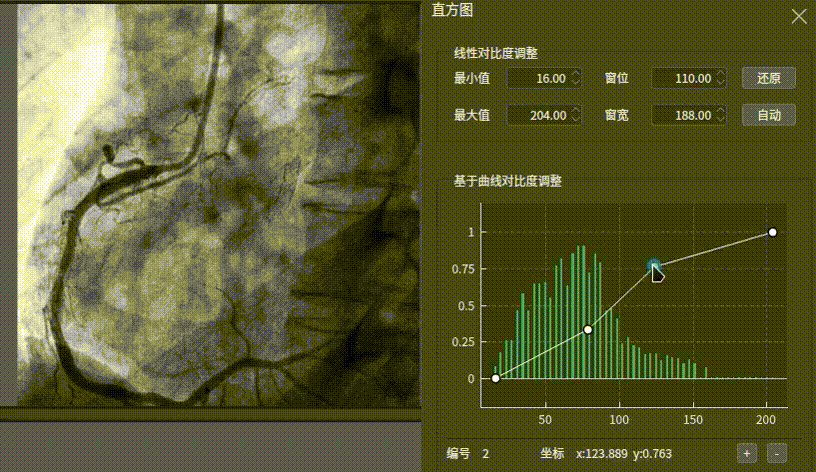 直方图
线性对比度调整
最小值 16.00 窗位 110.00 还原
最大值 204.00 窗宽 188.00 自动
基于曲线对比度调整
1
0.75
0.5
0.25
0
50 100 150 200
编号 2 坐标 x:123.889 y:0.763 + -